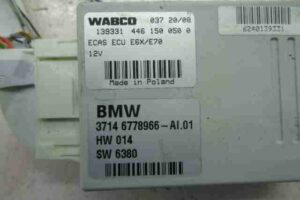 WABCO 037 20/08
139331 446 150 050 0
ECAS ECU E6X/E70
12V
Made in Poland
6240139331
BMW
3714 6778966-AI.01
HW 014
SW 6380